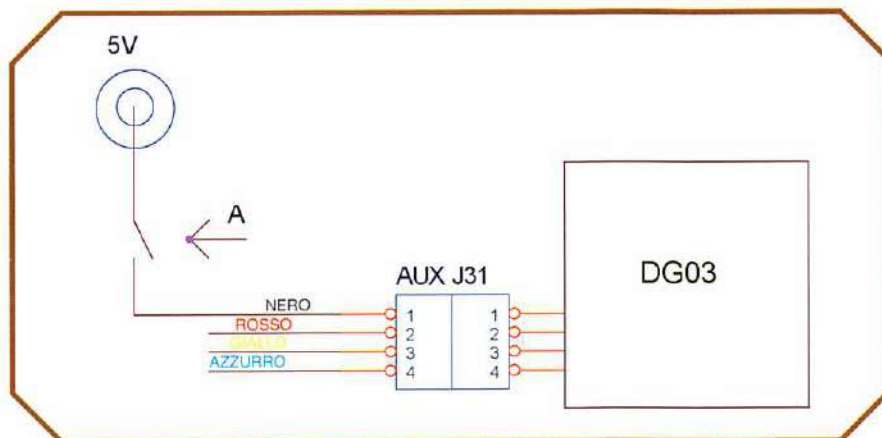 5V
A
AUX J31
DG03
NERO
ROSSO
GIALLO
AZZURRO
1 1
2 2
3 3
4 4